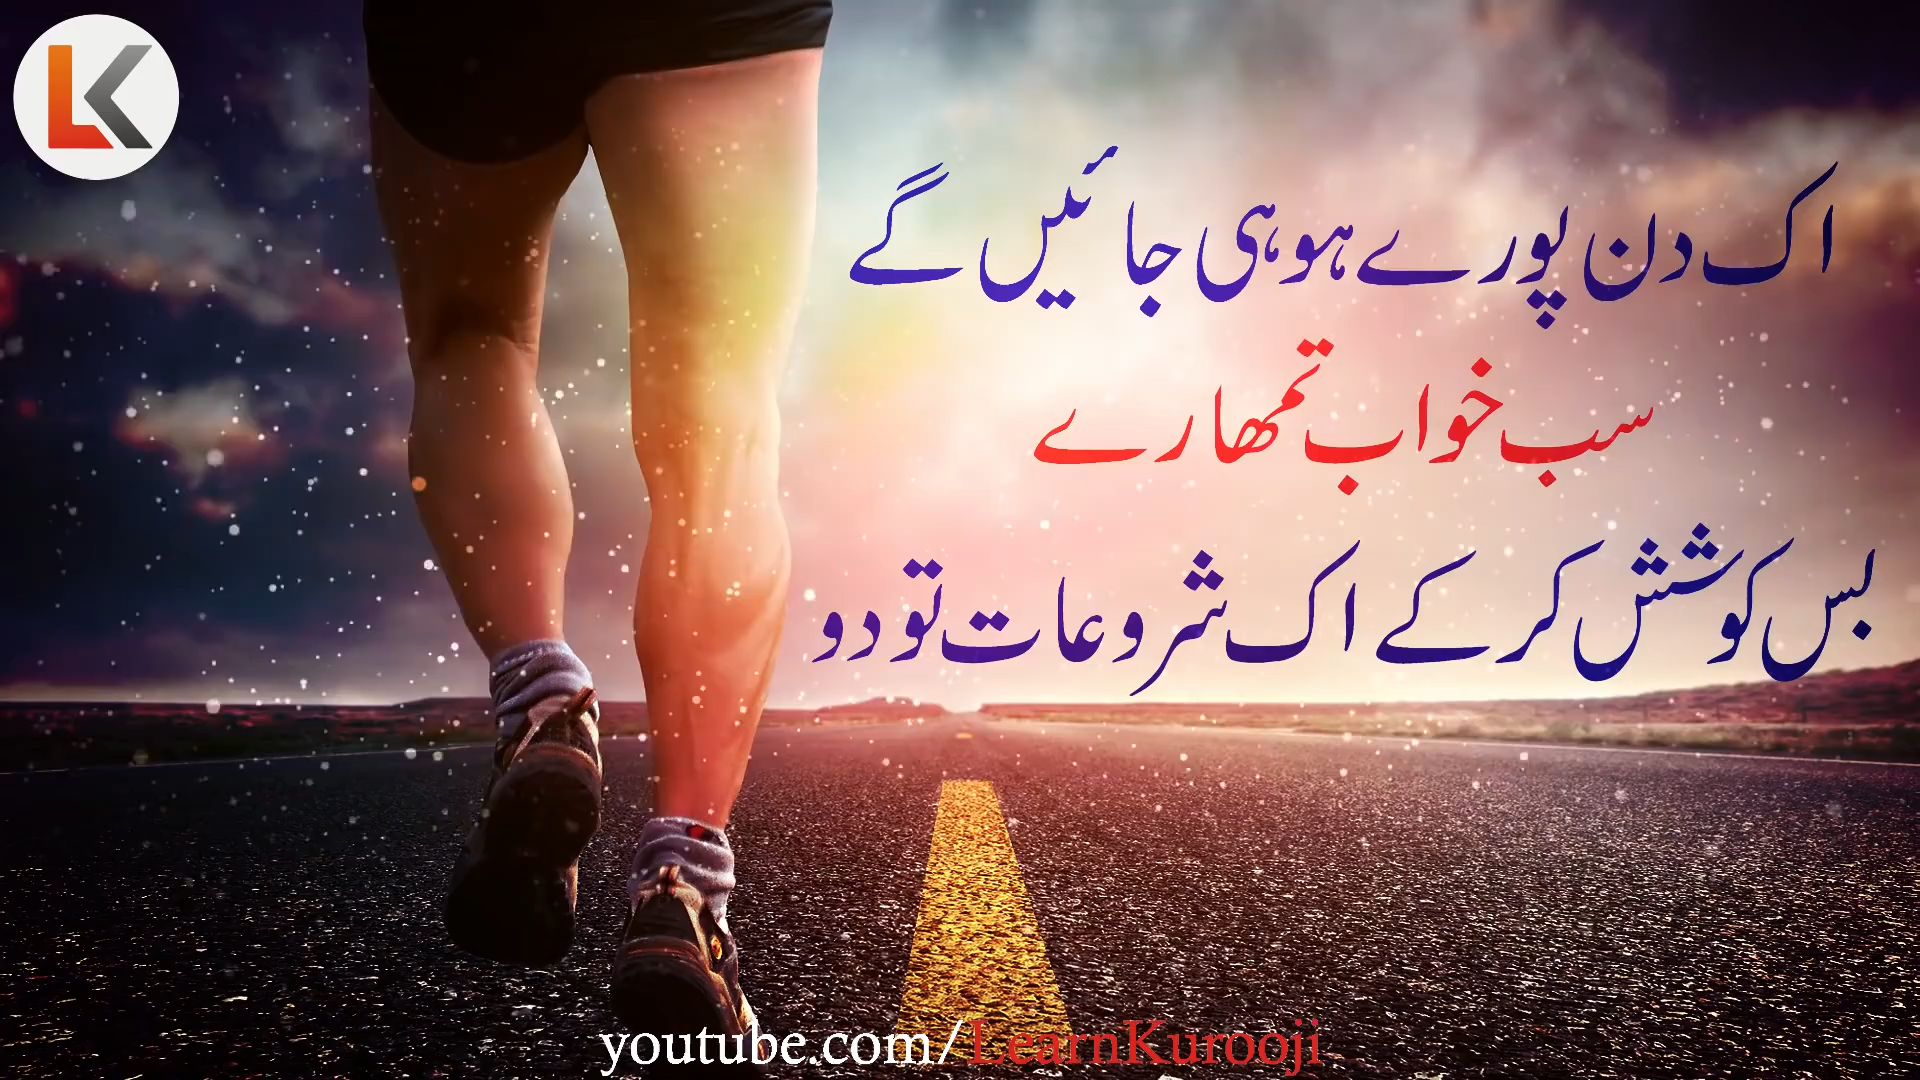 LK
اک دن پورے ہو ہی جائیں گے
سب خواب تمھارے
بس کوشش کر کے اک شروعات تو دو
youtube.com/LearnKurooji